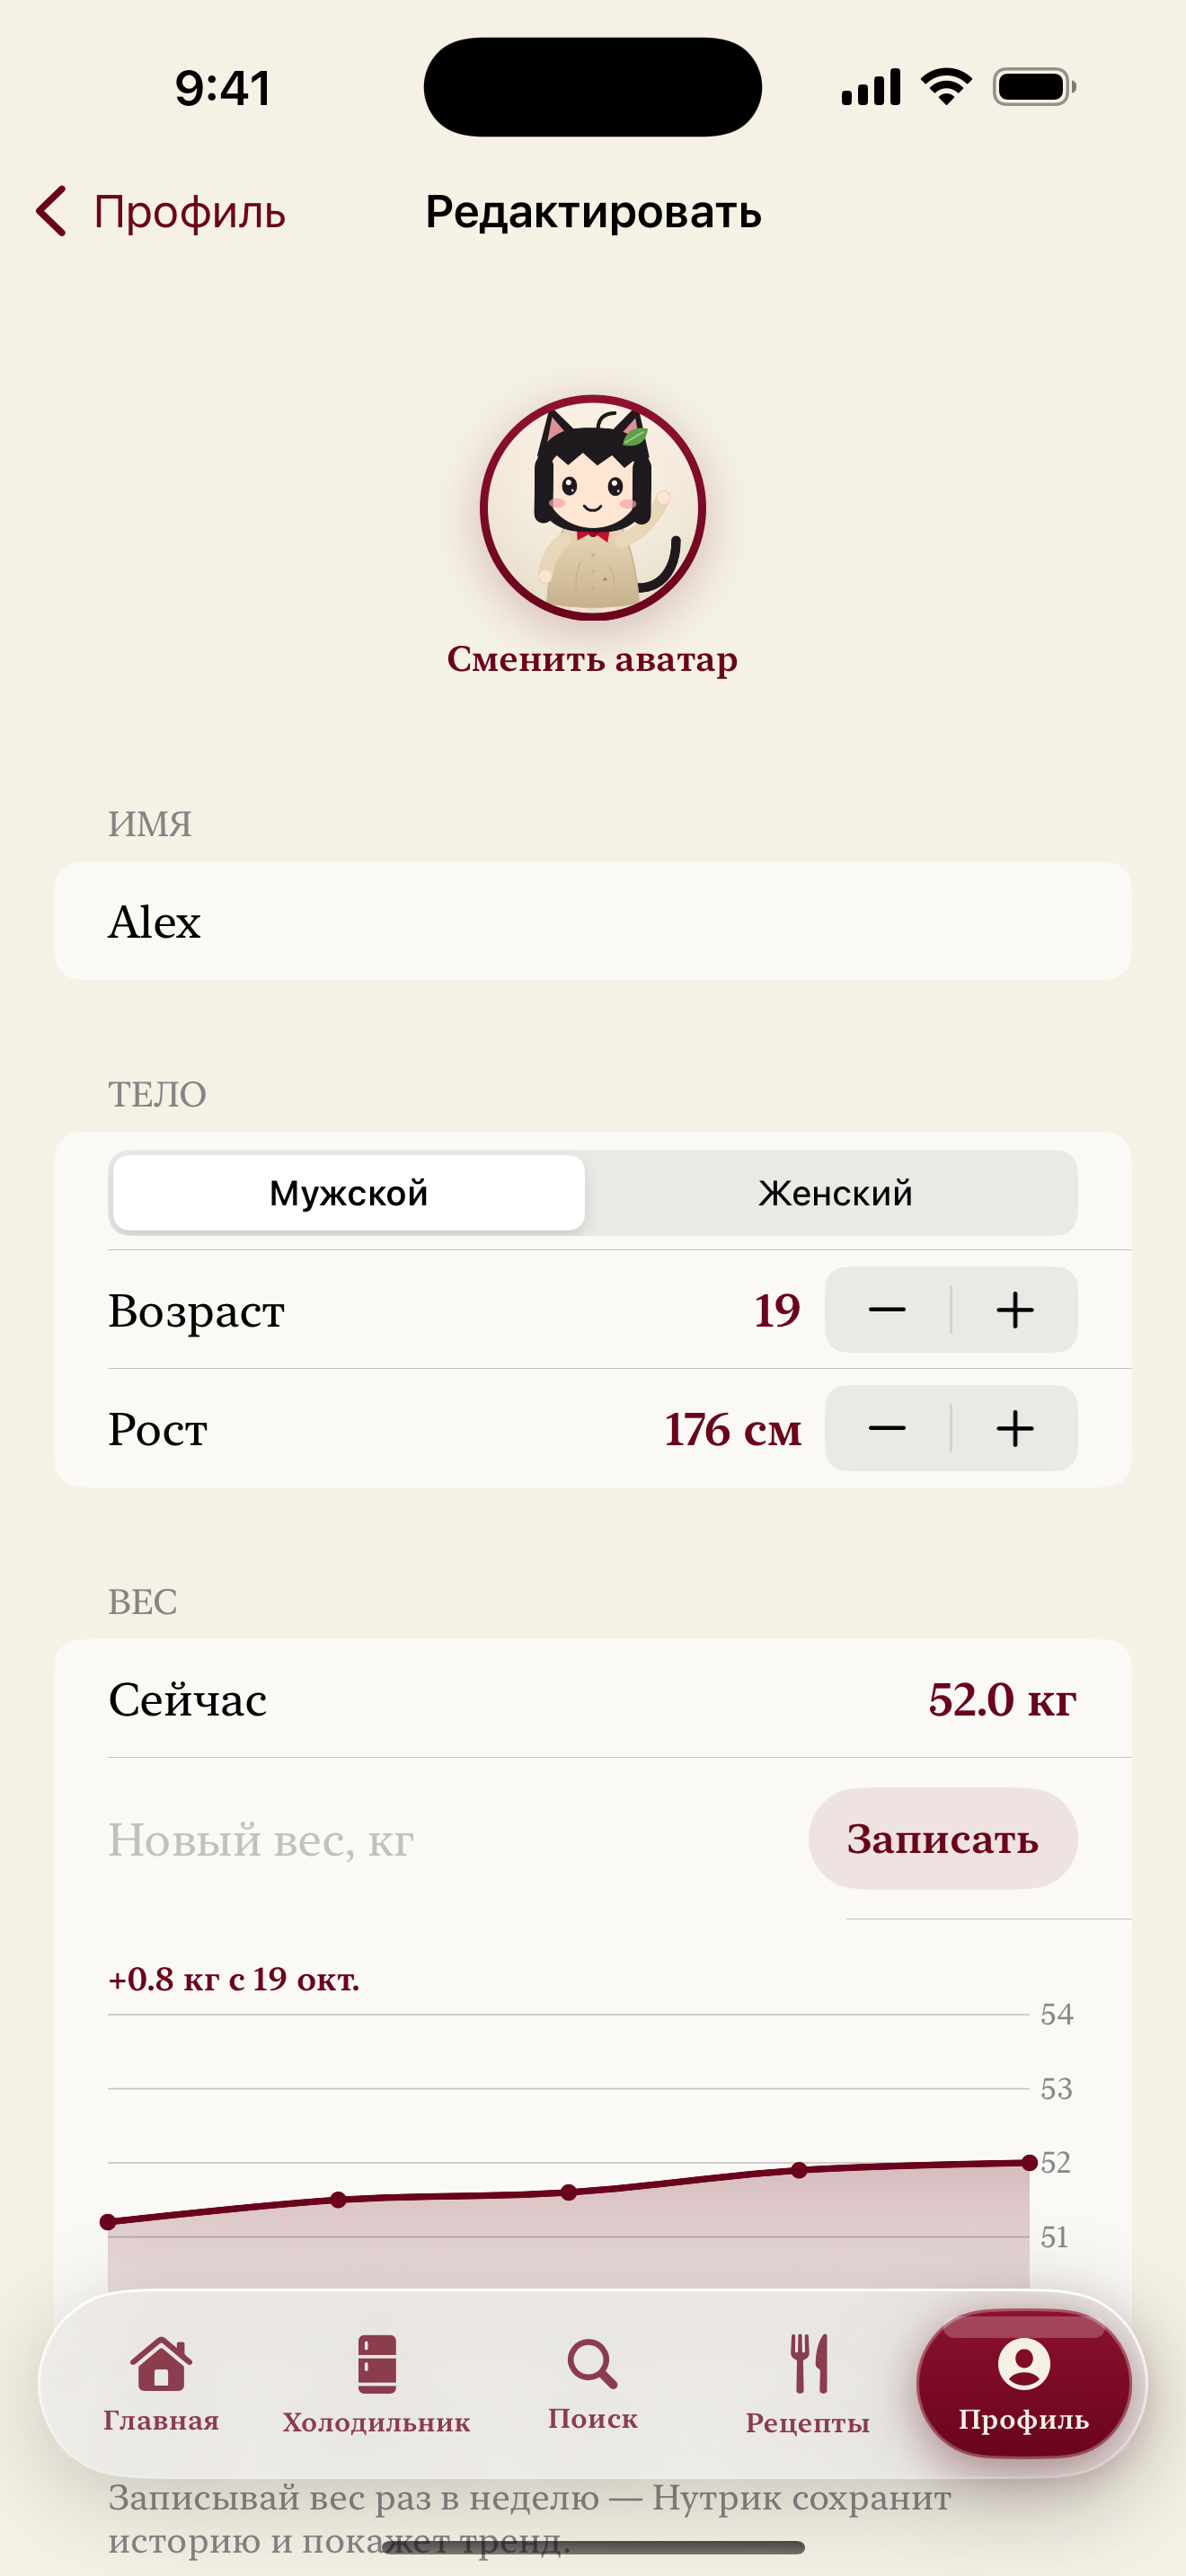 9:41
Профиль
Редактировать
Сменить аватар
ИМЯ
Alex
ТЕЛО
Мужской
Женский
Возраст
19
Рост
176 см
ВЕС
Сейчас
52.0 кг
Новый вес, кг
Записать
+0.8 кг с 19 окт.
54
53
52
51
Главная
Холодильник
Поиск
Рецепты
Профиль
Записывай вес раз в неделю — Нутрик сохранит
историю и покажет тренд.